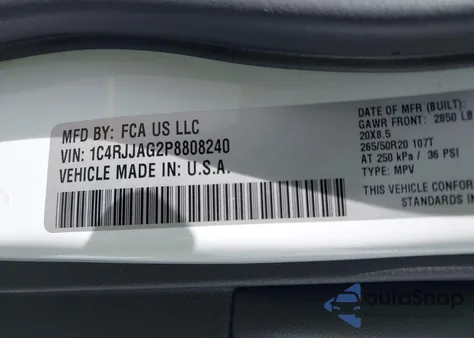 MFD BY: FCA US LLC
VIN: 1C4RJJAG2P8808240
VEHICLE MADE IN: U.S.A.
DATE OF MFR (BUILT):
GAWR FRONT: 2850 LB
20X8.5
265/50R20 107T
AT 250 kPa / 36 PSI
TYPE: MPV
THIS VEHICLE CONFO
STANDARDS IN
autoSnap